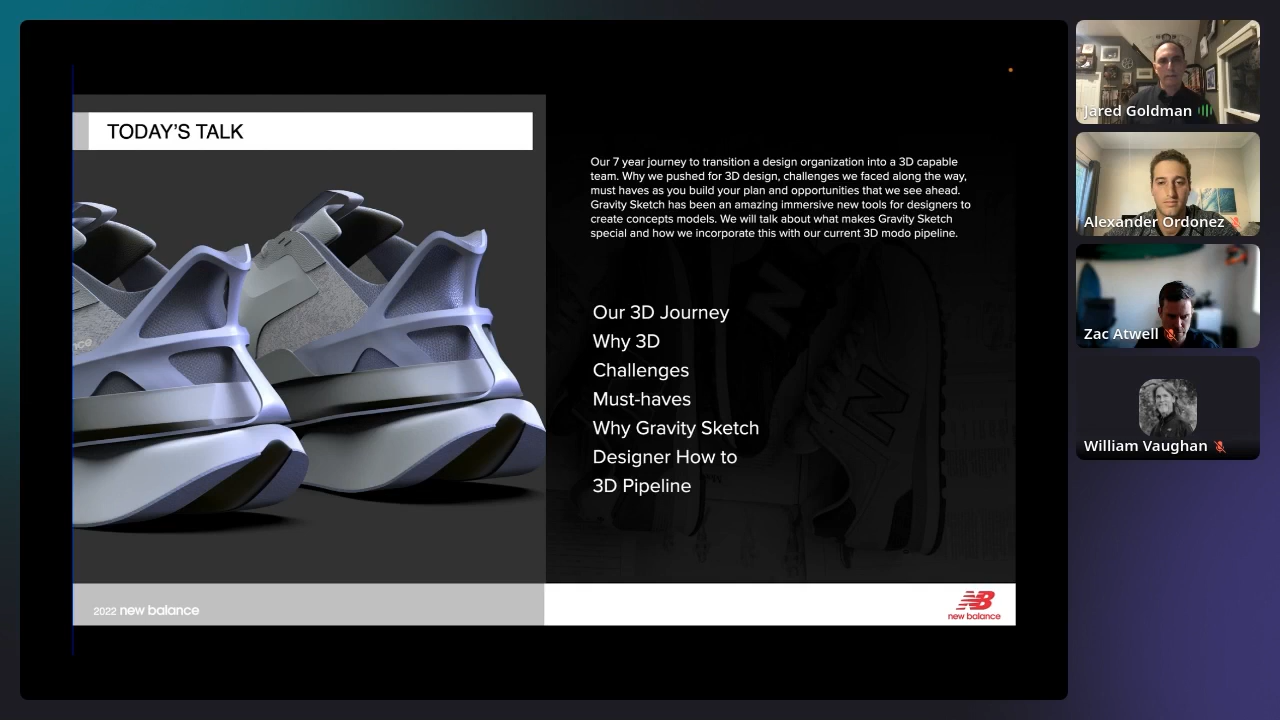 TODAY'S TALK
Our 7 year journey to transition a design organization into a 3D capable
team. Why we pushed for 3D design, challenges we faced along the way,
must haves as you build your plan and opportunities that we see ahead.
Gravity Sketch has been an amazing immersive new tools for designers to
create concepts models. We will talk about what makes Gravity Sketch
special and how we incorporate this with our current 3D modo pipeline.
Our 3D Journey
Why 3D
Challenges
Must-haves
Why Gravity Sketch
Designer How to
3D Pipeline
2022 new balance
NB
new balance
Jared Goldman
Alexander Ordonez
Zac Atwell
William Vaughan